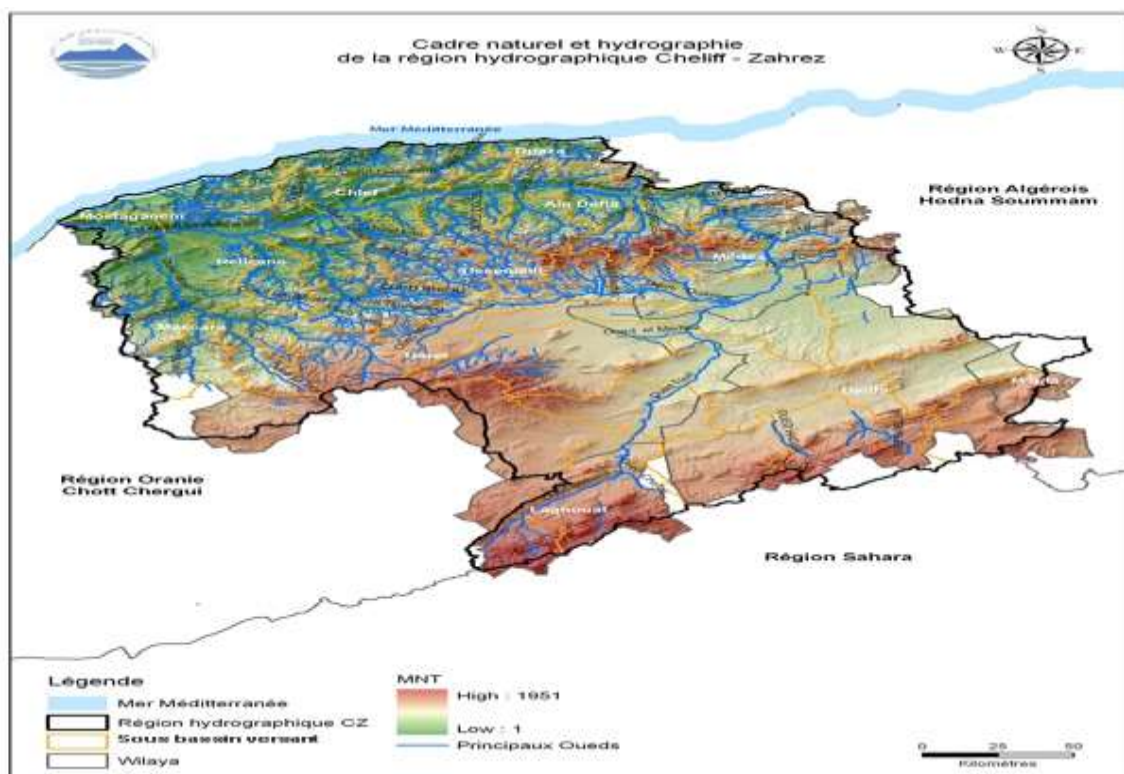 Cadre naturel et hydrographie
de la région hydrographique Cheliff - Zahrez
N
W
E
S
Mer Méditerranée
Tipaza
Chlef
Ain Defla
Mostaganem
Région Algérois
Hodna Soummam
Relizane
Tissemsilt
Médéa
Mascara
Tiaret
Djelfa
M'sila
Région Oranie
Chott Chergui
Laghouat
Région Sahara
Légende
Mer Méditerranée
Région hydrographique CZ
Sous bassin versant
Wilaya
MNT
High : 1951
Low : 1
Principaux Oueds
0 25 50
Kilomètres